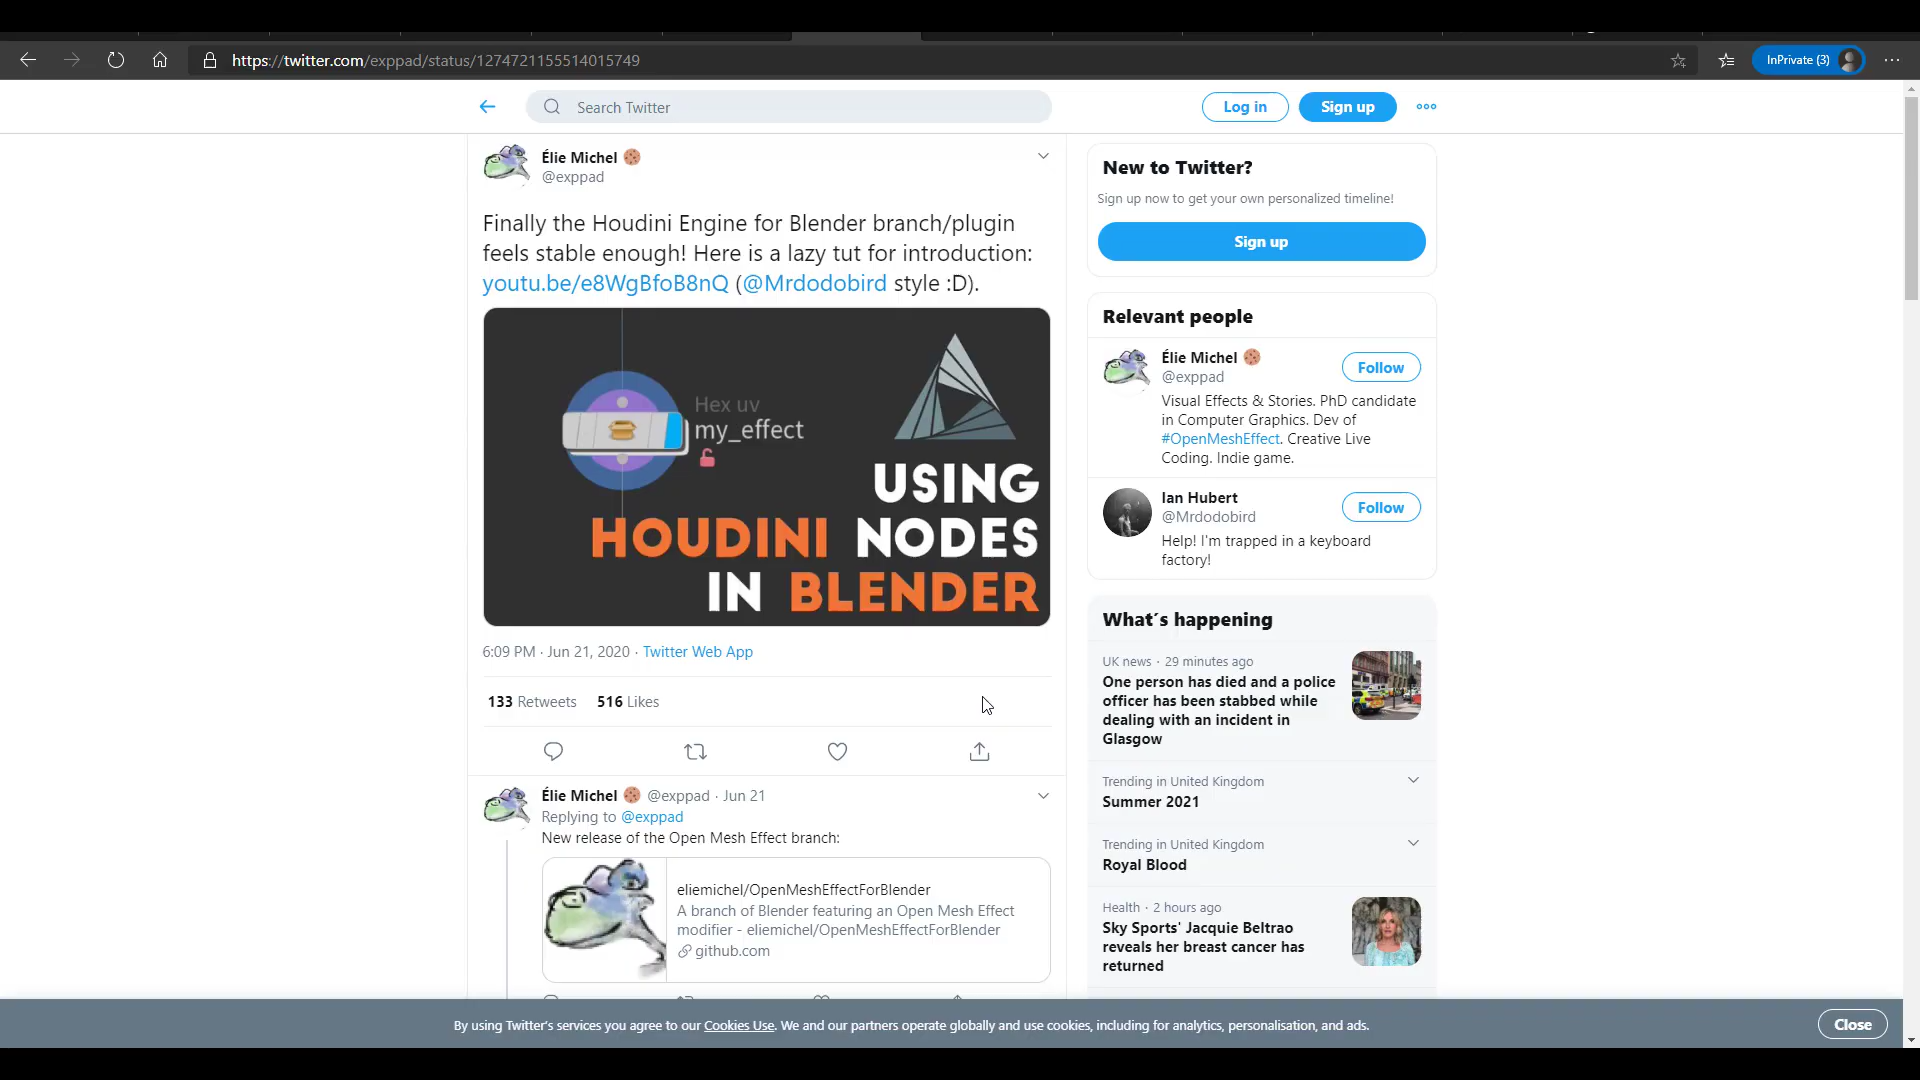 https://twitter.com/exppad/status/1274721155514015749
InPrivate (3)
Search Twitter
Log in
Sign up
Élie Michel
@exppad
Finally the Houdini Engine for Blender branch/plugin
feels stable enough! Here is a lazy tut for introduction:
youtu.be/e8WgBfoB8nQ (@Mrdodobird style :D).
Hex uv
my_effect
USING
HOUDINI NODES
IN BLENDER
6:09 PM · Jun 21, 2020 · Twitter Web App
133 Retweets 516 Likes
Élie Michel @exppad · Jun 21
Replying to @exppad
New release of the Open Mesh Effect branch:
eliemichel/OpenMeshEffectForBlender
A branch of Blender featuring an Open Mesh Effect
modifier - eliemichel/OpenMeshEffectForBlender
github.com
New to Twitter?
Sign up now to get your own personalized timeline!
Sign up
Relevant people
Élie Michel
@exppad
Follow
Visual Effects & Stories. PhD candidate
in Computer Graphics. Dev of
#OpenMeshEffect. Creative Live
Coding. Indie game.
Ian Hubert
@Mrdodobird
Follow
Help! I'm trapped in a keyboard
factory!
What´s happening
UK news · 29 minutes ago
One person has died and a police
officer has been stabbed while
dealing with an incident in
Glasgow
Trending in United Kingdom
Summer 2021
Trending in United Kingdom
Royal Blood
Health · 2 hours ago
Sky Sports' Jacquie Beltrao
reveals her breast cancer has
returned
By using Twitter's services you agree to our Cookies Use. We and our partners operate globally and use cookies, including for analytics, personalisation, and ads.
Close